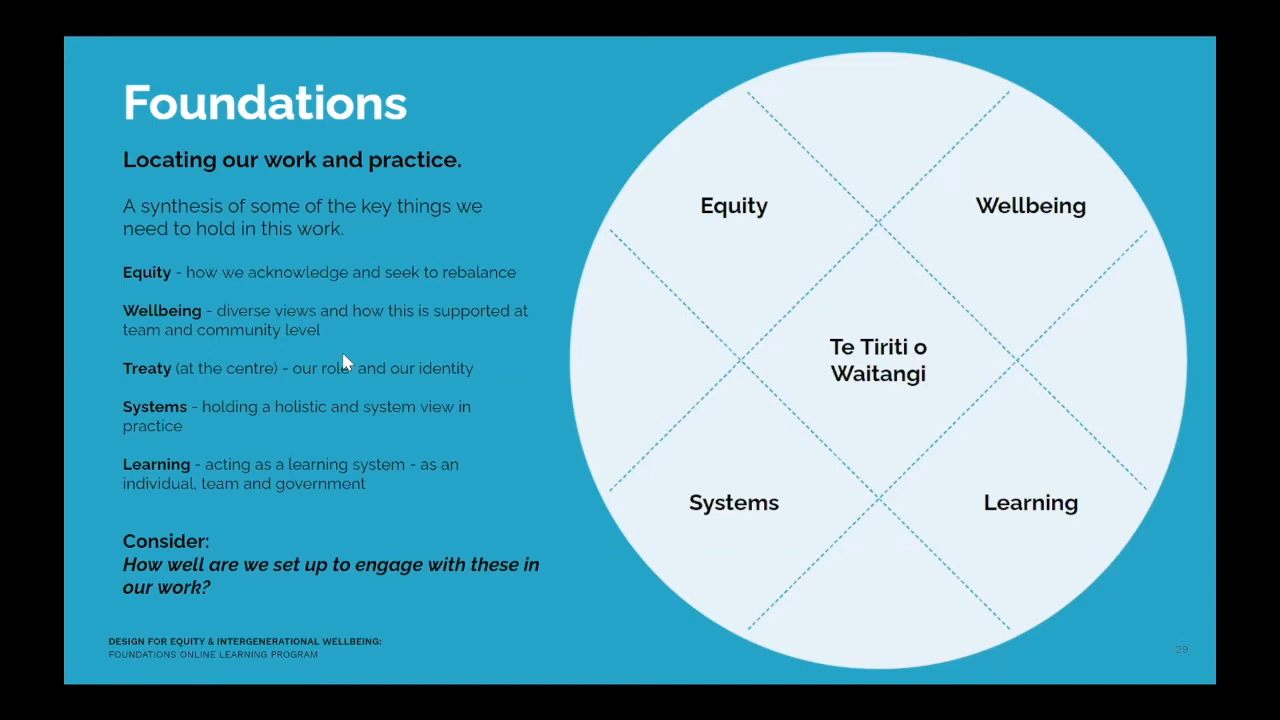 Foundations
Locating our work and practice.
A synthesis of some of the key things we
need to hold in this work.
Equity - how we acknowledge and seek to rebalance
Wellbeing - diverse views and how this is supported at
team and community level
Treaty (at the centre) - our role and our identity
Systems - holding a holistic and system view in
practice
Learning - acting as a learning system - as an
individual, team and government
Consider:
How well are we set up to engage with these in
our work?
DESIGN FOR EQUITY & INTERGENERATIONAL WELLBEING:
FOUNDATIONS ONLINE LEARNING PROGRAM
Equity
Wellbeing
Te Tiriti o
Waitangi
Systems
Learning
29